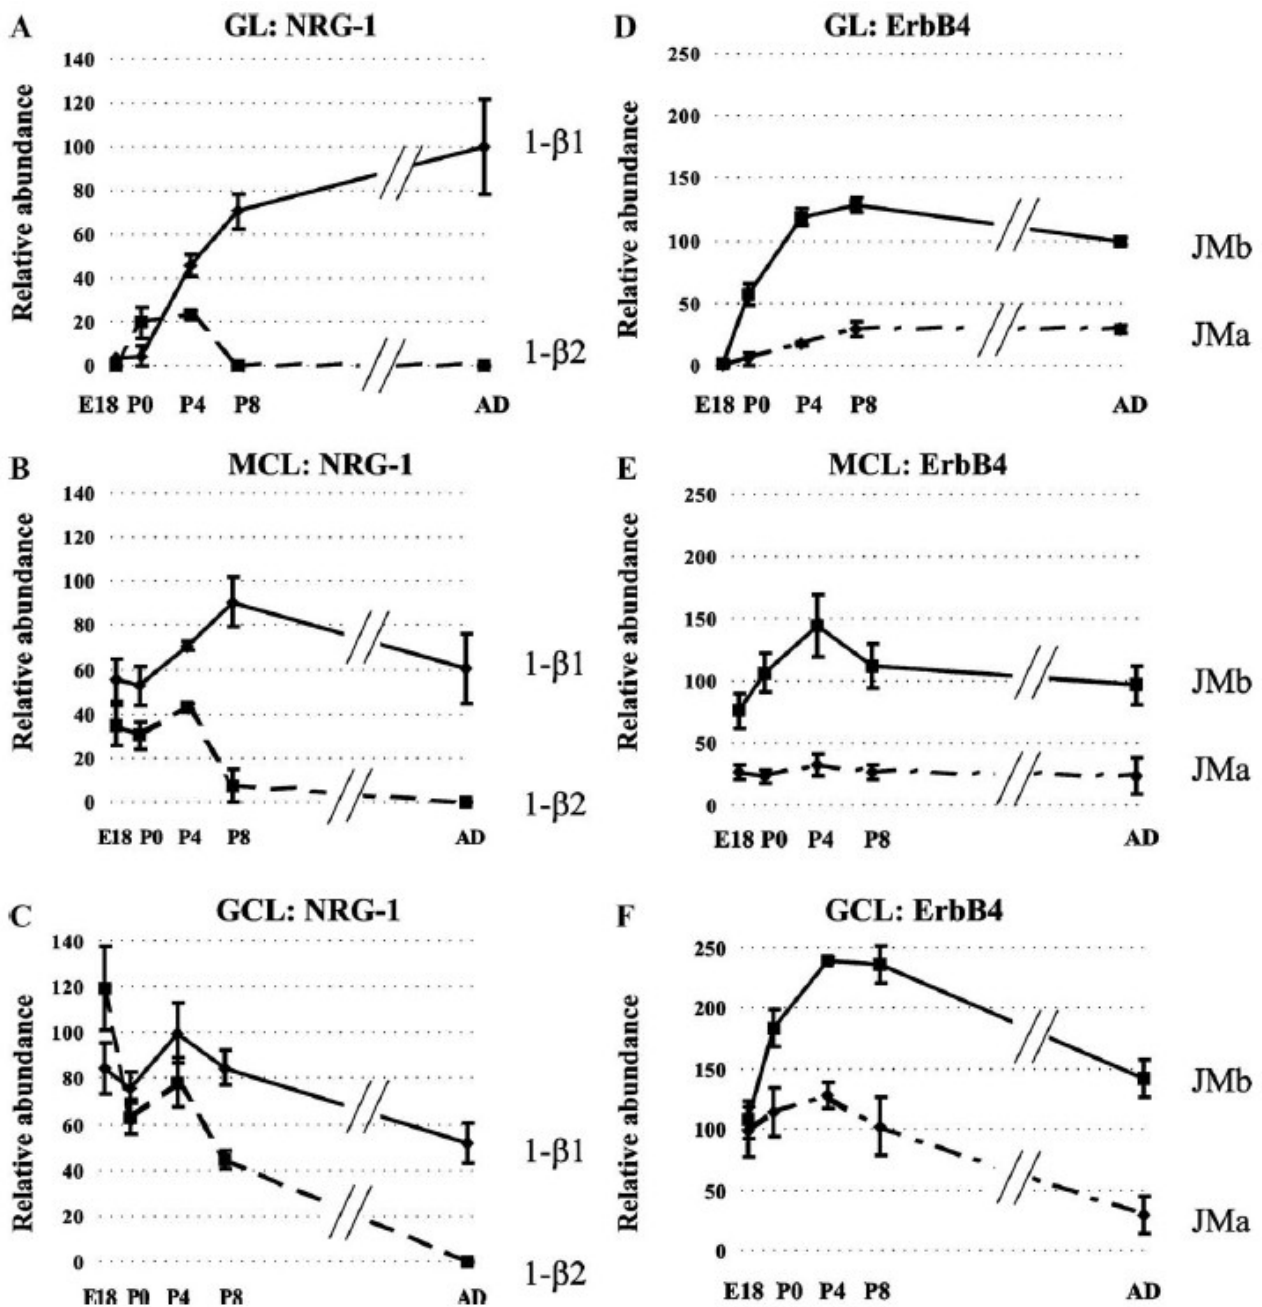 A
GL: NRG-1
Relative abundance
140
120
100
80
60
40
20
0
1-β1
1-β2
E18 P0 P4 P8 AD
D
GL: ErbB4
Relative abundance
250
200
150
100
50
0
JMb
JMa
E18 P0 P4 P8 AD
B
MCL: NRG-1
Relative abundance
140
120
100
80
60
40
20
0
1-β1
1-β2
E18 P0 P4 P8 AD
E
MCL: ErbB4
Relative abundance
250
200
150
100
50
0
JMb
JMa
E18 P0 P4 P8 AD
C
GCL: NRG-1
Relative abundance
140
120
100
80
60
40
20
0
1-β1
1-β2
E18 P0 P4 P8 AD
F
GCL: ErbB4
Relative abundance
250
200
150
100
50
0
JMb
JMa
E18 P0 P4 P8 AD